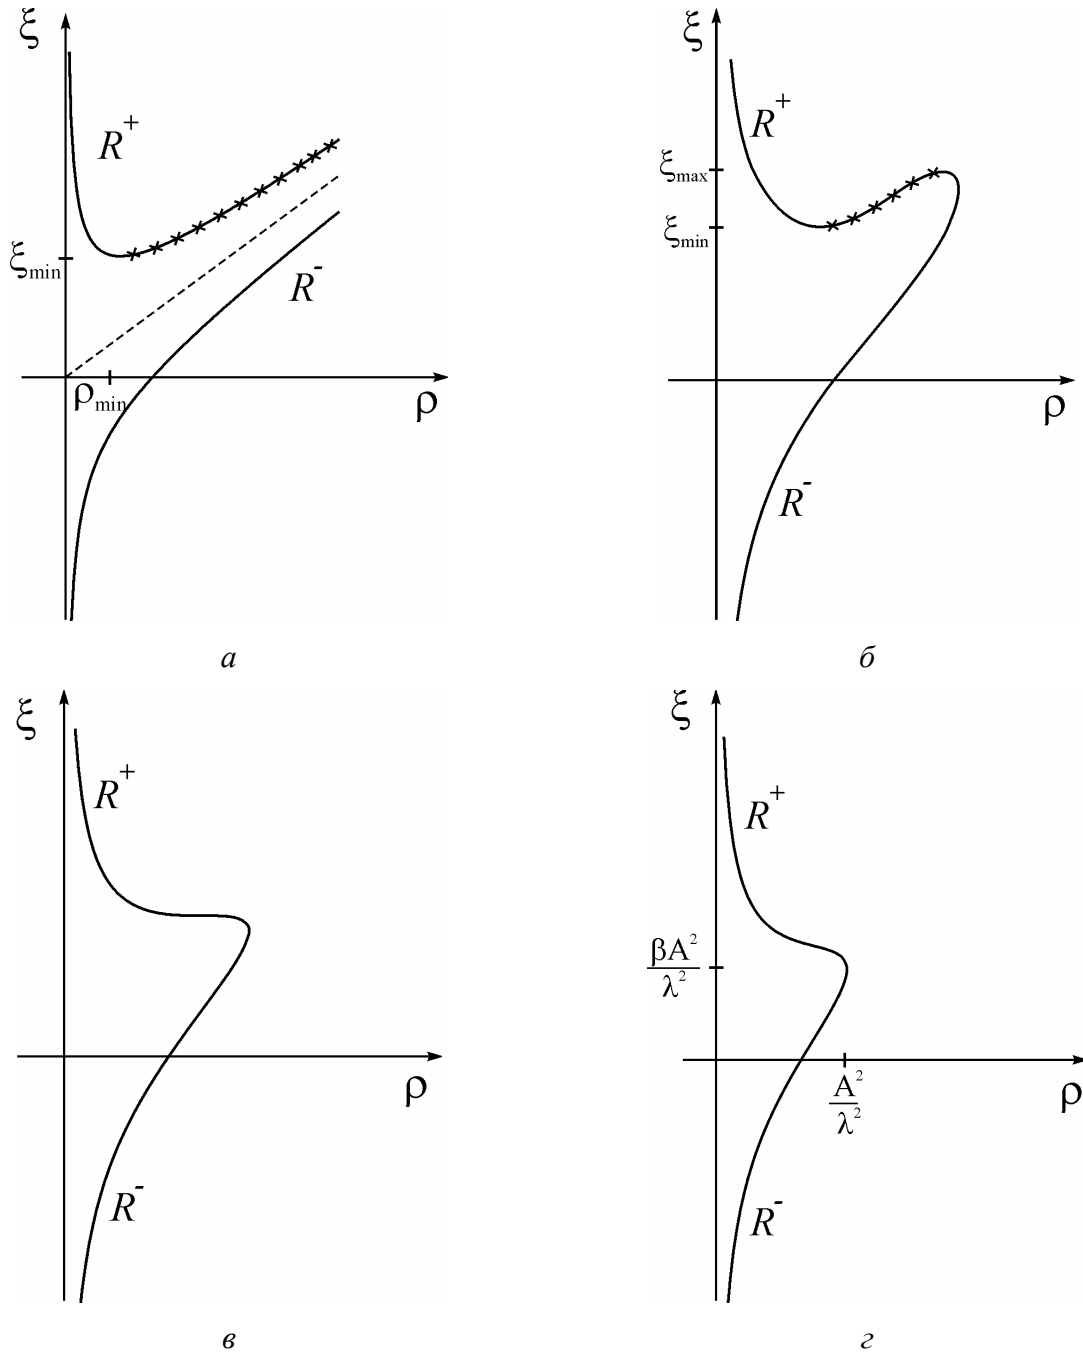 ξ
R⁺
ξmin
ρmin
ρ
R⁻
а
ξ
R⁺
ξmax
ξmin
ρ
R⁻
б
ξ
R⁺
ρ
R⁻
в
ξ
R⁺
βA²
λ²
A²
λ²
ρ
R⁻
г